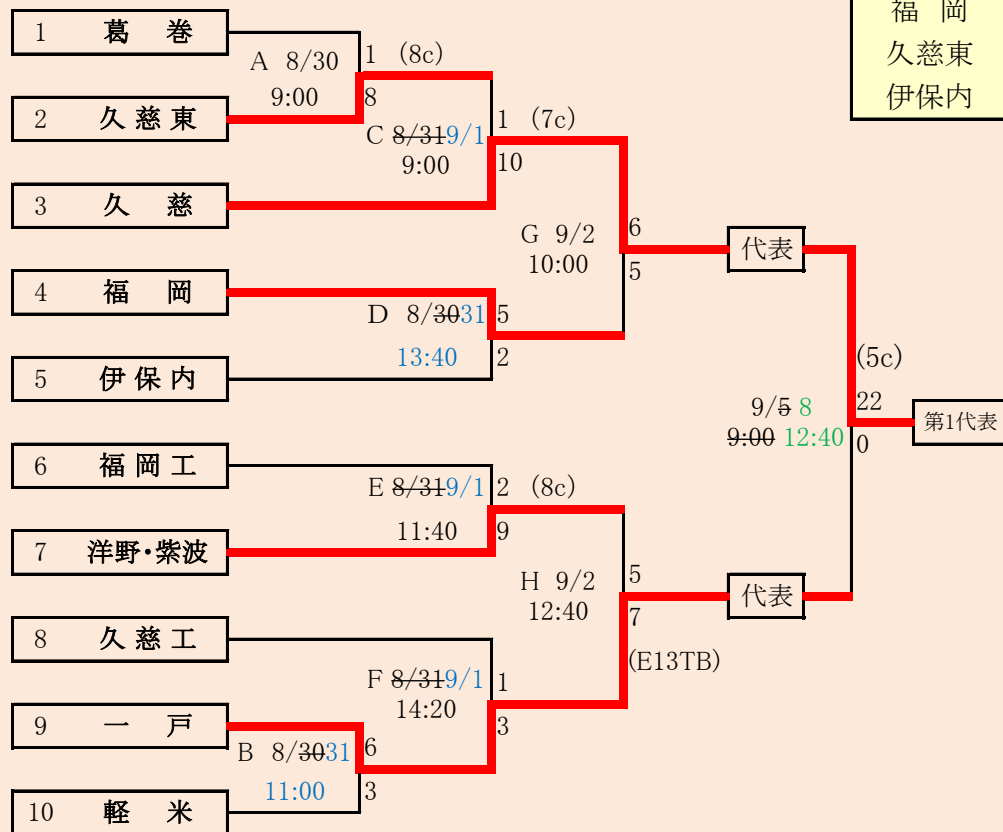 福 岡
久慈東
伊保内
1 葛 巻
A 8/30
9:00
1 (8c)
8
2 久慈東
C 8/31 9/1
9:00
1 (7c)
10
3 久 慈
G 9/2
10:00
6
5
代表
4 福 岡
D 8/30 31
13:40
5
2
5 伊保内
(5c)
9/5 8
9:00 12:40
22
0
第1代表
6 福岡工
E 8/31 9/1
11:40
2 (8c)
9
7 洋野・紫波
H 9/2
12:40
5
7
(E13TB)
代表
8 久慈工
F 8/31 9/1
14:20
1
3
9 一 戸
B 8/30 31
11:00
6
3
10 軽 米